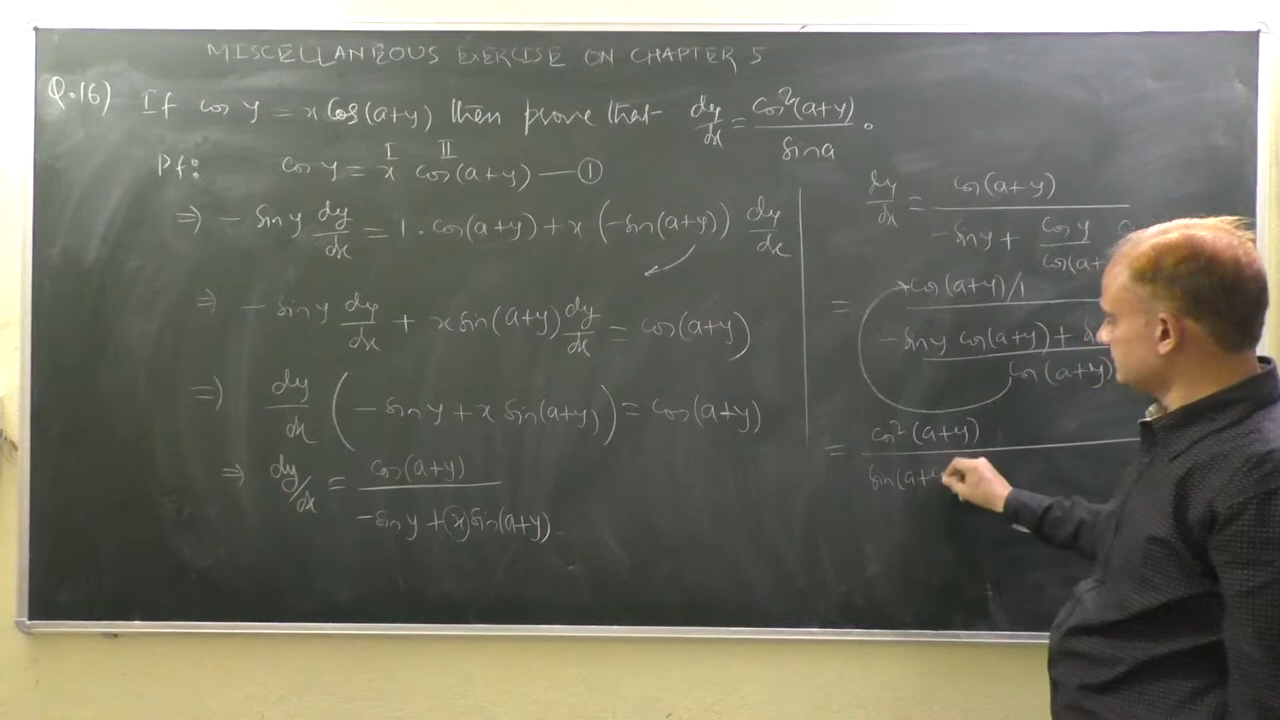 MISCELLANEOUS EXERCISE ON CHAPTER 5
Q.16) If cos y = x cos(a+y) then prove that dy/dx = cos²(a+y)/sin a.
Pf: cos y = x cos(a+y) — ①
I II
⇒ - sin y dy/dx = 1 · cos(a+y) + x (-sin(a+y)) dy/dx
⇒ - sin y dy/dx + x sin(a+y) dy/dx = cos(a+y)
⇒ dy/dx (- sin y + x sin(a+y)) = cos(a+y)
⇒ dy/dx = cos(a+y)
-sin y + x sin(a+y)
dy/dx = cos(a+y)
- sin y + cos y/cos(a+
= cos(a+y)/1
- sin y cos(a+y) +
cos(a+y)
= cos²(a+y)
sin(a+